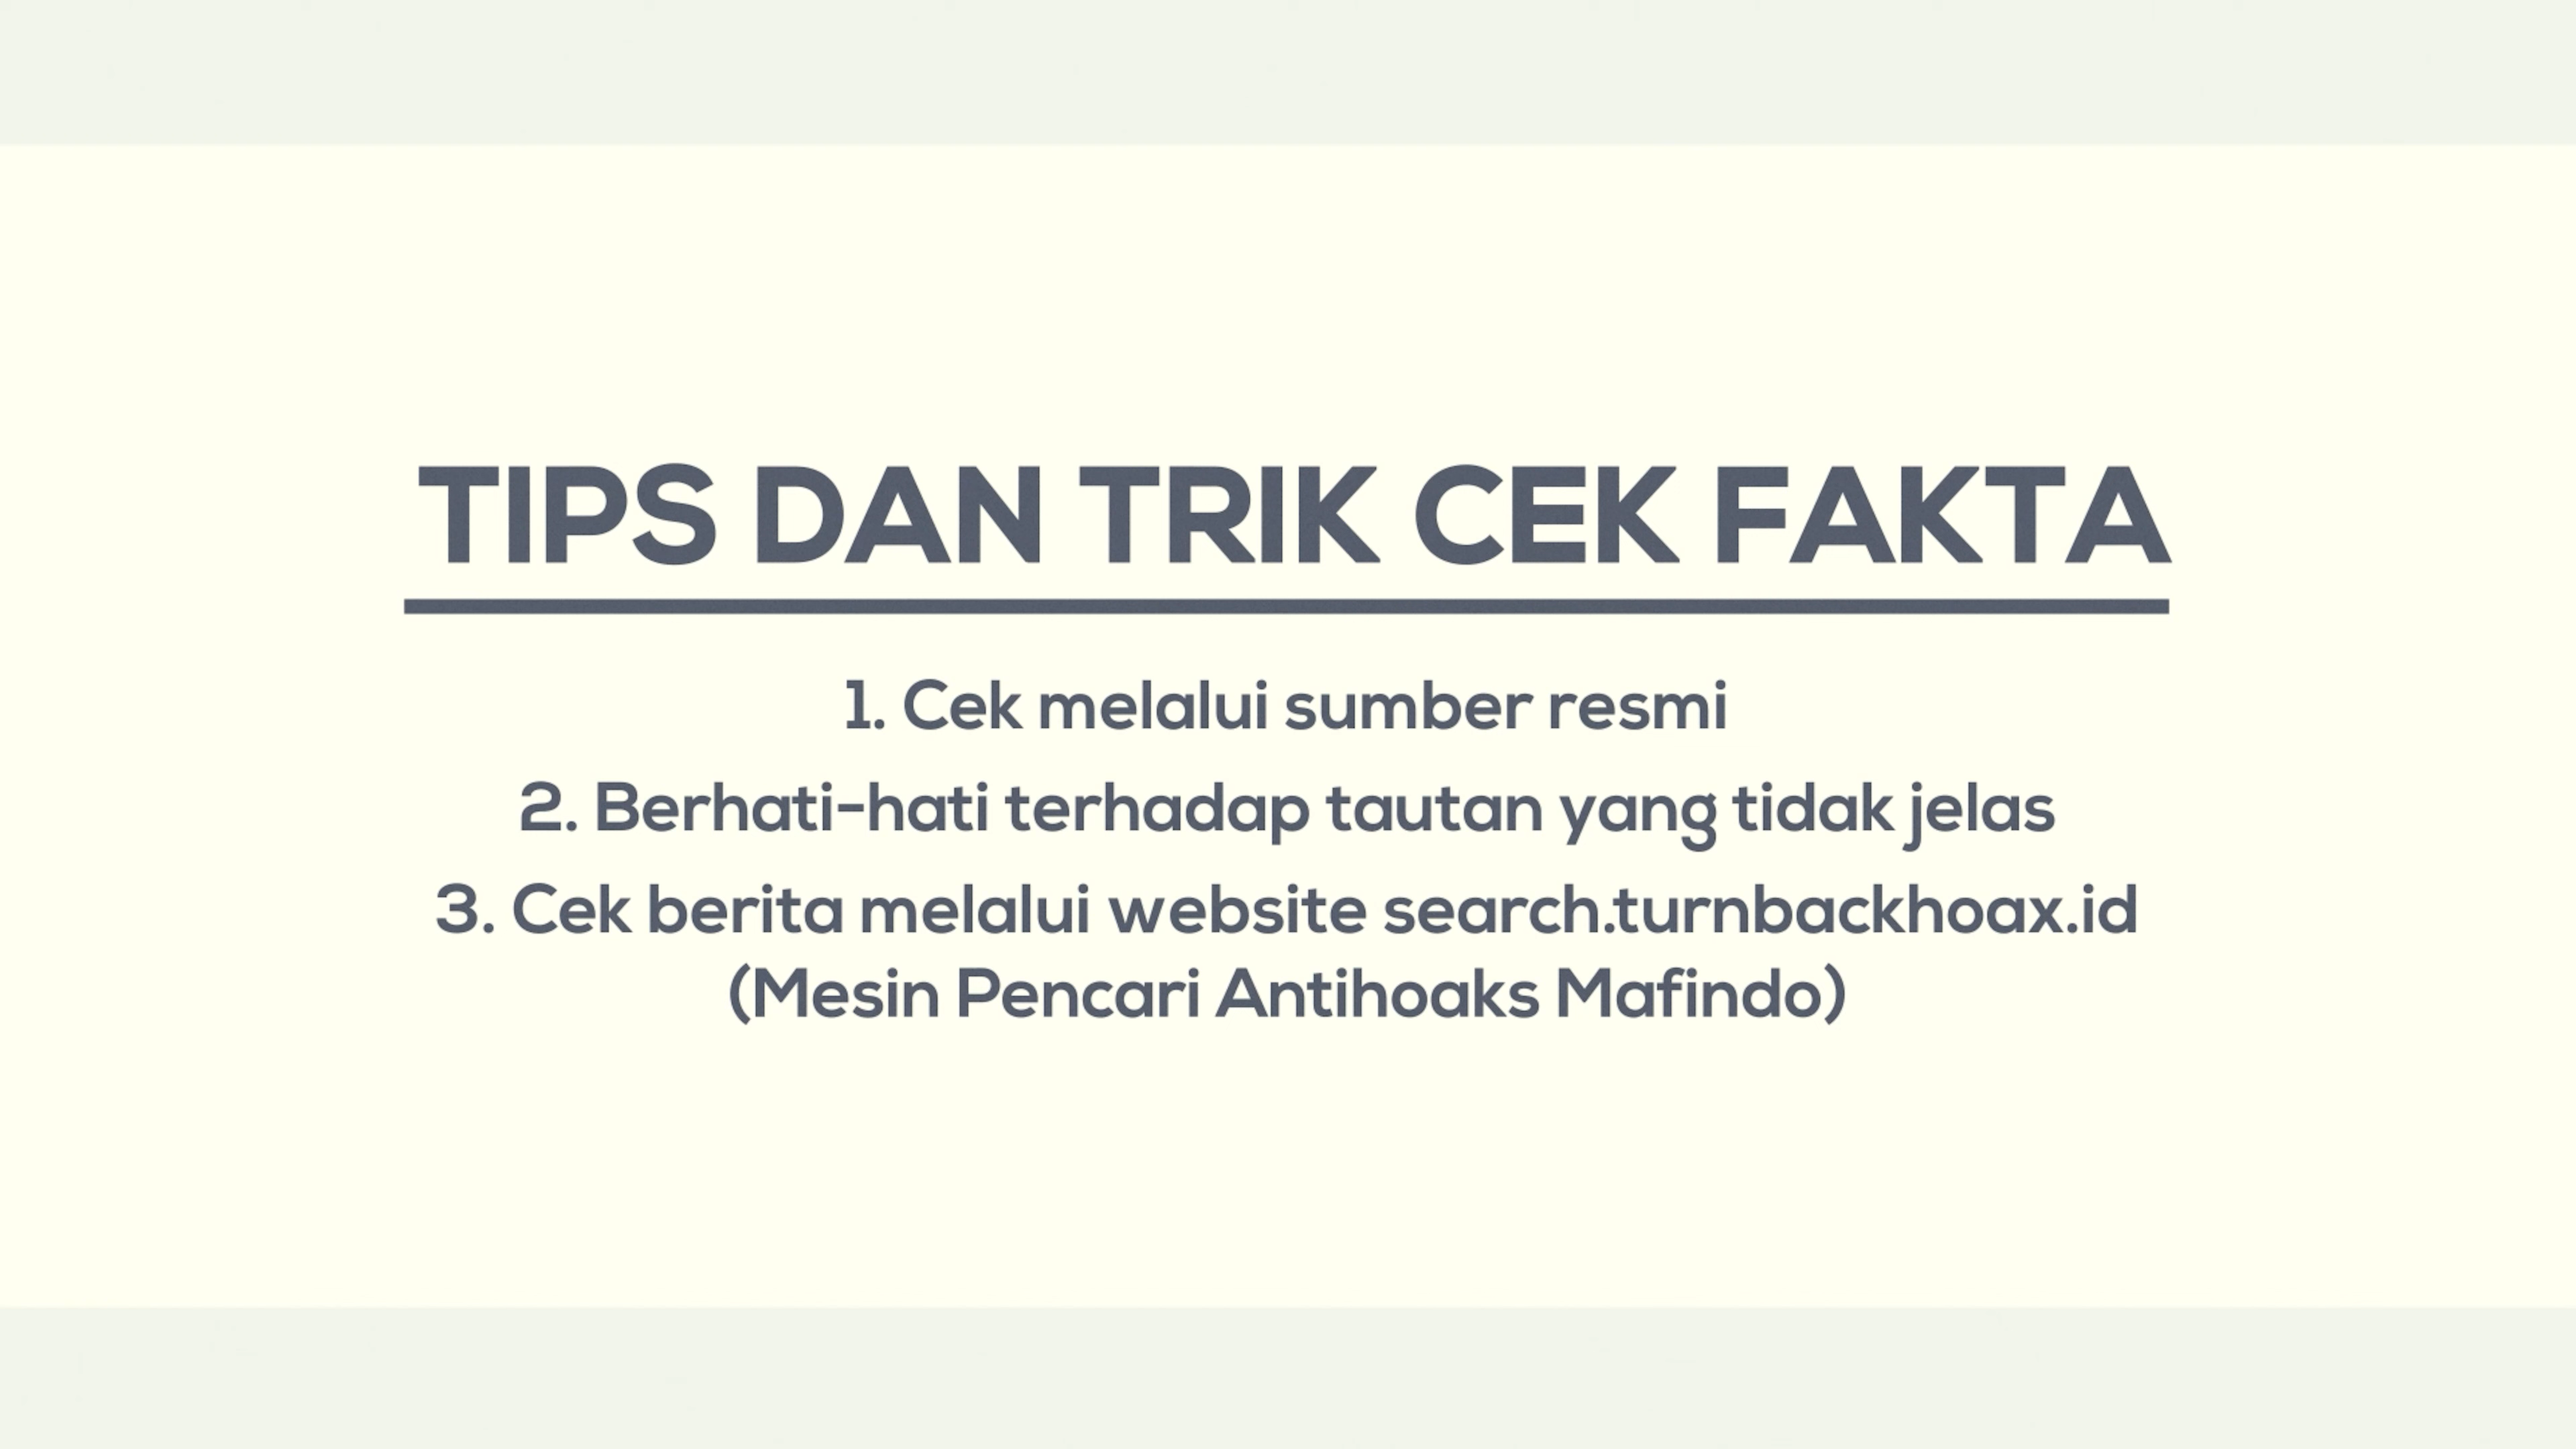 TIPS DAN TRIK CEK FAKTA
1. Cek melalui sumber resmi
2. Berhati-hati terhadap tautan yang tidak jelas
3. Cek berita melalui website search.turnbackhoax.id
(Mesin Pencari Antihoaks Mafindo)